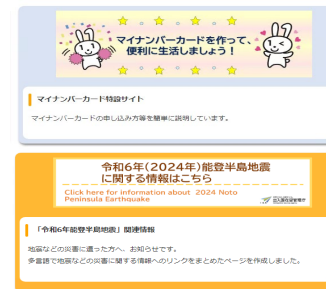 マイナンバーカードを作って、
便利に生活しましょう！
マイナンバーカード特設サイト
マイナンバーカードの申し込み方等を簡単に説明しています。
令和6年(2024年)能登半島地震
に関する情報はこちら
Click here for information about 2024 Noto
Peninsula Earthquake
出入国在留管理庁
「令和6年能登半島地震」関連情報
地震などの災害に遭った方へ、お知らせです。
多言語で地震などの災害に関する情報へのリンクをまとめたページを作成しました。